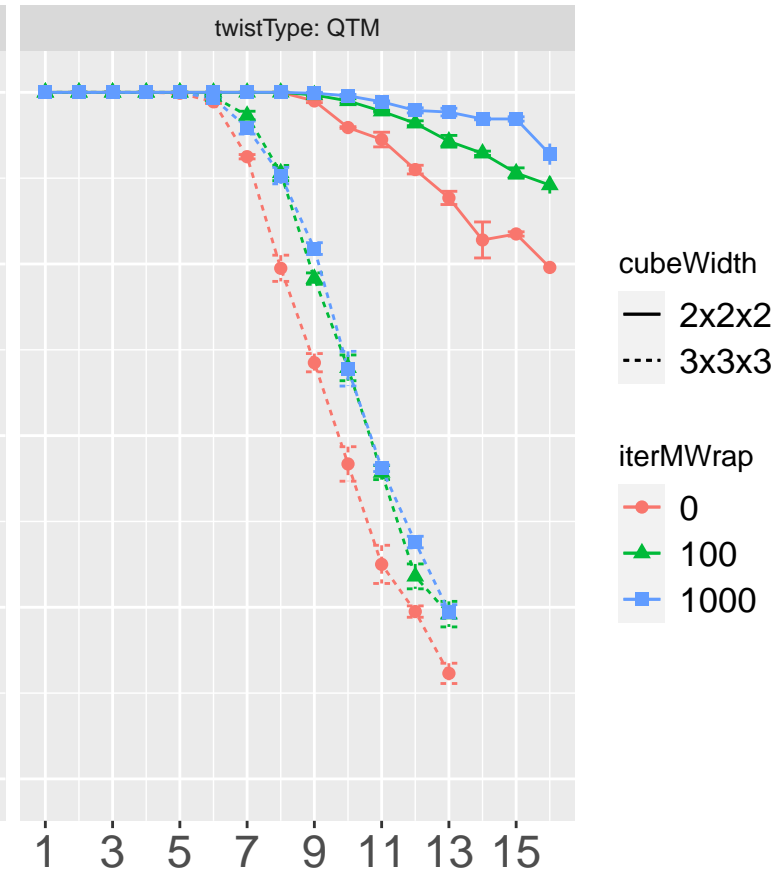 twistType: QTM
cubeWidth
2x2x2
3x3x3
iterMWrap
0
100
1000
1 3 5 7 9 11 13 15